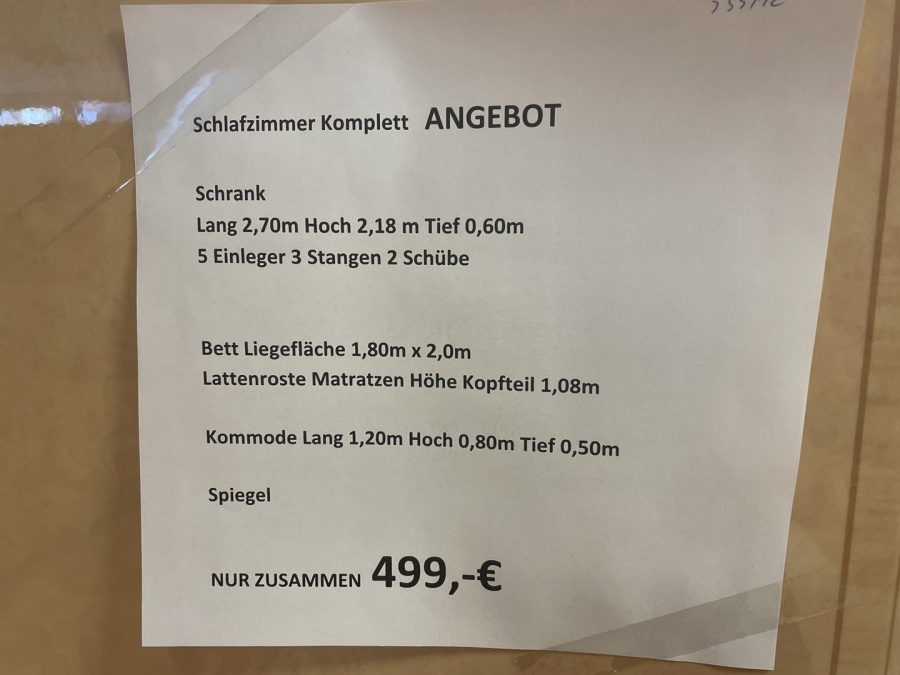 Schlafzimmer Komplett ANGEBOT
Schrank
Lang 2,70m Hoch 2,18 m Tief 0,60m
5 Einleger 3 Stangen 2 Schübe
Bett Liegefläche 1,80m x 2,0m
Lattenroste Matratzen Höhe Kopfteil 1,08m
Kommode Lang 1,20m Hoch 0,80m Tief 0,50m
Spiegel
NUR ZUSAMMEN 499,-€